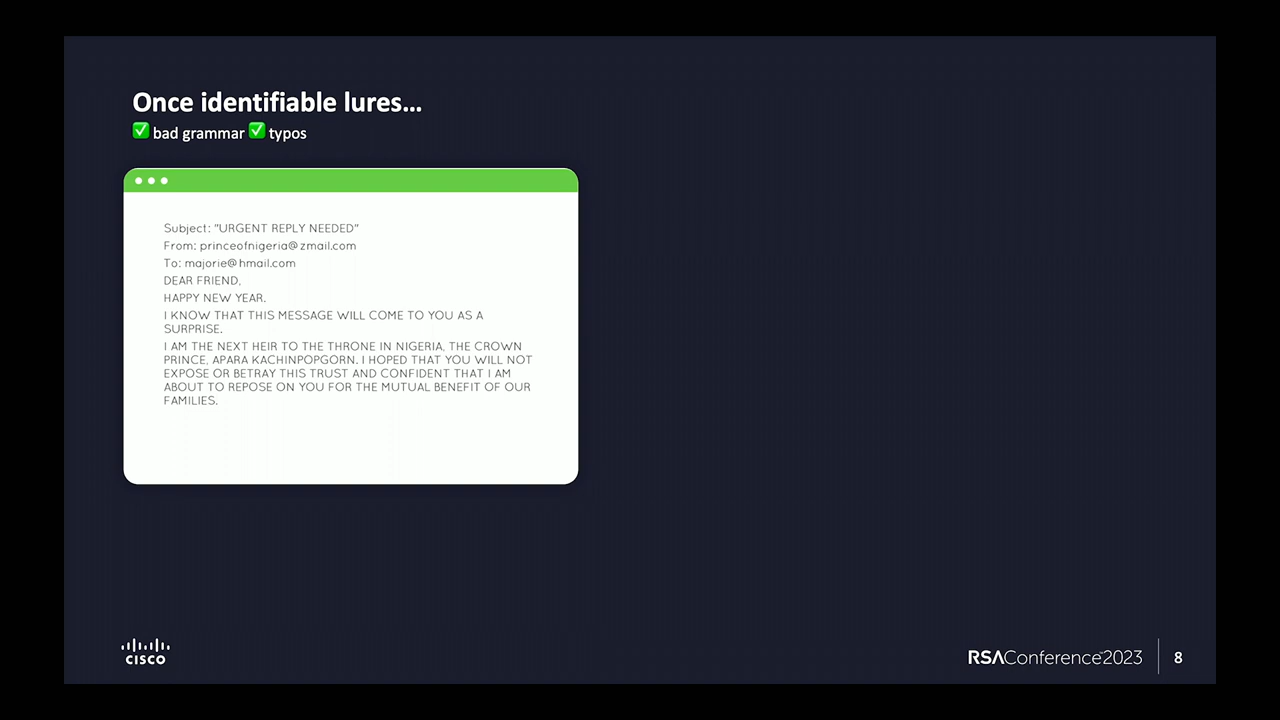 Once identifiable lures...
✅ bad grammar ✅ typos
Subject: "URGENT REPLY NEEDED"
From: princeofnigeria@zmail.com
To: majorie@hmail.com
DEAR FRIEND,
HAPPY NEW YEAR.
I KNOW THAT THIS MESSAGE WILL COME TO YOU AS A
SURPRISE.
I AM THE NEXT HEIR TO THE THRONE IN NIGERIA, THE CROWN
PRINCE, APARA KACHINPOPGORN. I HOPED THAT YOU WILL NOT
EXPOSE OR BETRAY THIS TRUST AND CONFIDENT THAT I AM
ABOUT TO REPOSE ON YOU FOR THE MUTUAL BENEFIT OF OUR
FAMILIES.
CISCO
RSAConference™2023
8